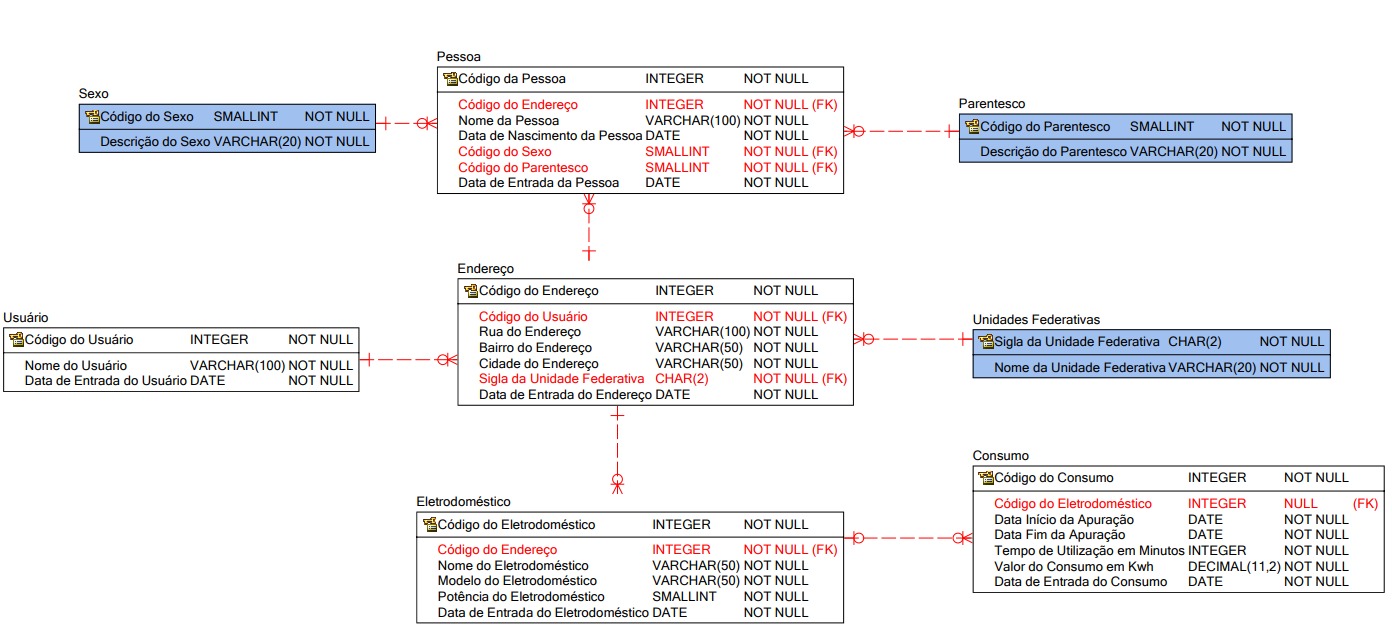 Pessoa
Código da Pessoa INTEGER NOT NULL
Código do Endereço INTEGER NOT NULL (FK)
Nome da Pessoa VARCHAR(100) NOT NULL
Data de Nascimento da Pessoa DATE NOT NULL
Código do Sexo SMALLINT NOT NULL (FK)
Código do Parentesco SMALLINT NOT NULL (FK)
Data de Entrada da Pessoa DATE NOT NULL
Sexo
Código do Sexo SMALLINT NOT NULL
Descrição do Sexo VARCHAR(20) NOT NULL
Parentesco
Código do Parentesco SMALLINT NOT NULL
Descrição do Parentesco VARCHAR(20) NOT NULL
Endereço
Código do Endereço INTEGER NOT NULL
Código do Usuário INTEGER NOT NULL (FK)
Rua do Endereço VARCHAR(100) NOT NULL
Bairro do Endereço VARCHAR(50) NOT NULL
Cidade do Endereço VARCHAR(50) NOT NULL
Sigla da Unidade Federativa CHAR(2) NOT NULL (FK)
Data de Entrada do Endereço DATE NOT NULL
Usuário
Código do Usuário INTEGER NOT NULL
Nome do Usuário VARCHAR(100) NOT NULL
Data de Entrada do Usuário DATE NOT NULL
Unidades Federativas
Sigla da Unidade Federativa CHAR(2) NOT NULL
Nome da Unidade Federativa VARCHAR(20) NOT NULL
Eletrodoméstico
Código do Eletrodoméstico INTEGER NOT NULL
Código do Endereço INTEGER NOT NULL (FK)
Nome do Eletrodoméstico VARCHAR(50) NOT NULL
Modelo do Eletrodoméstico VARCHAR(50) NOT NULL
Potência do Eletrodoméstico SMALLINT NOT NULL
Data de Entrada do Eletrodoméstico DATE NOT NULL
Consumo
Código do Consumo INTEGER NOT NULL
Código do Eletrodoméstico INTEGER NULL (FK)
Data Início da Apuração DATE NOT NULL
Data Fim da Apuração DATE NOT NULL
Tempo de Utilização em Minutos INTEGER NOT NULL
Valor do Consumo em Kwh DECIMAL(11,2) NOT NULL
Data de Entrada do Consumo DATE NOT NULL